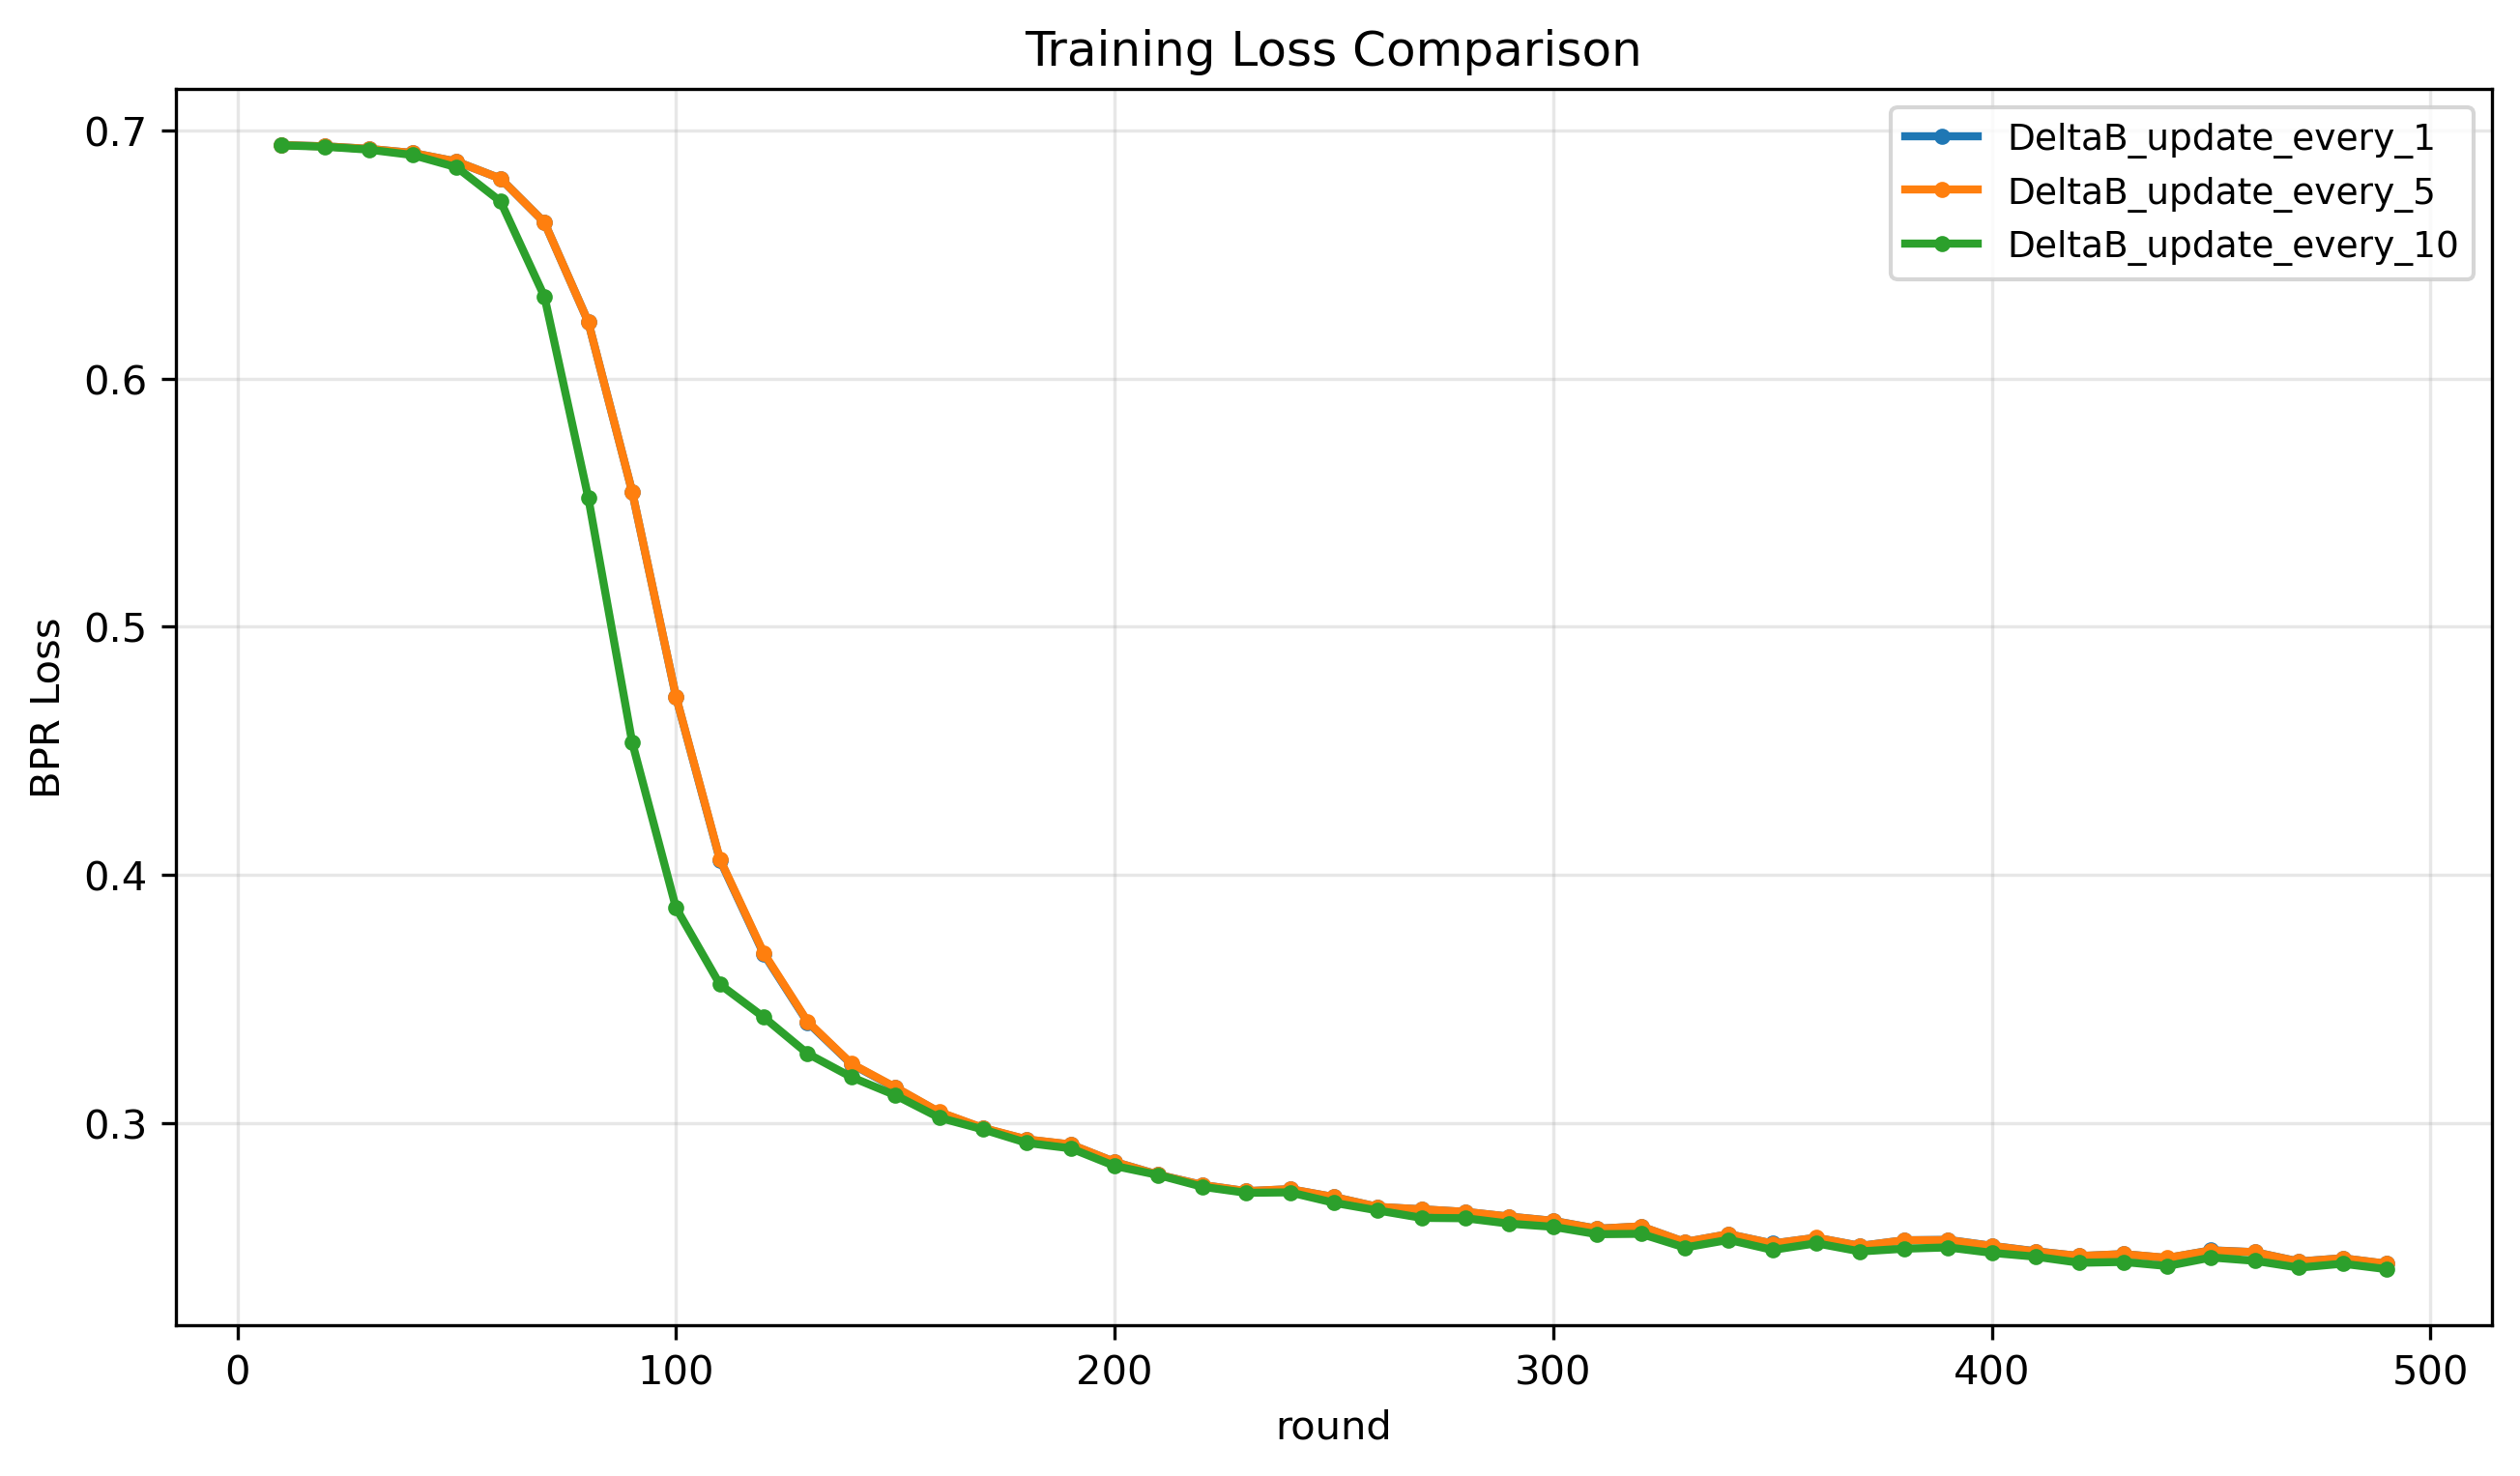 Training Loss Comparison
DeltaB_update_every_1
DeltaB_update_every_5
DeltaB_update_every_10
BPR Loss
0.7
0.6
0.5
0.4
0.3
0
100
200
300
400
500
round